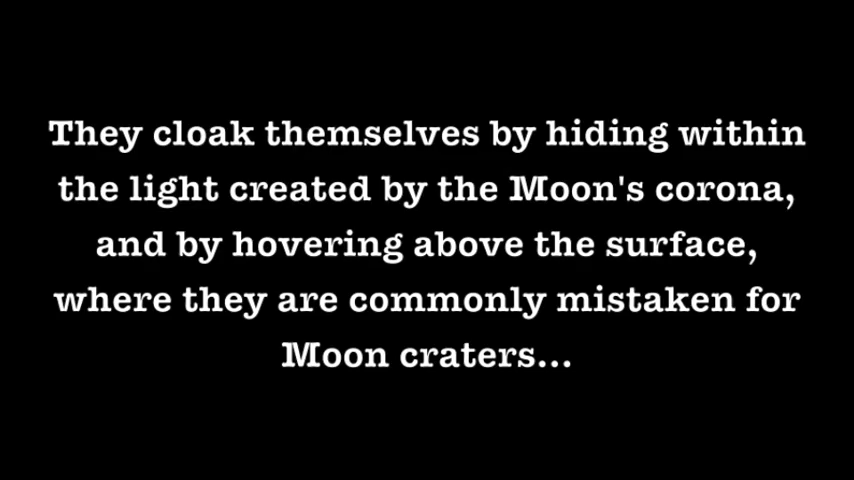 They cloak themselves by hiding within
the light created by the Moon's corona,
and by hovering above the surface,
where they are commonly mistaken for
Moon craters...